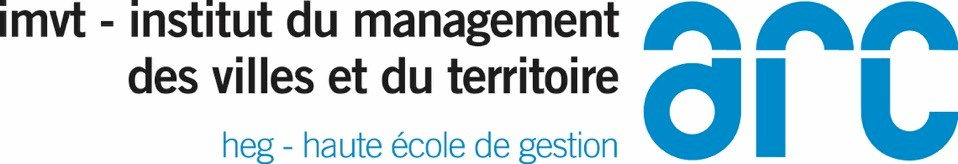 imvt - institut du management
des villes et du territoire
heg - haute école de gestion
arc